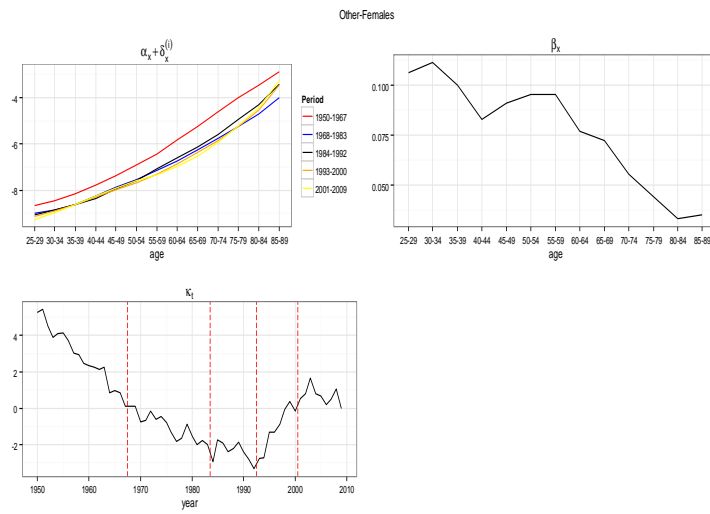 Other-Females
αₓ+δₓ⁽ⁱ⁾
-4
-6
-8
25-29 30-34 35-39 40-44 45-49 50-54 55-59 60-64 65-69 70-74 75-79 80-84 85-89
age
Period
1950-1967
1968-1983
1984-1992
1993-2000
2001-2009
βₓ
0.100
0.075
0.050
25-29 30-34 35-39 40-44 45-49 50-54 55-59 60-64 65-69 70-74 75-79 80-84 85-89
age
κₜ
4
2
0
-2
1950 1960 1970 1980 1990 2000 2010
year